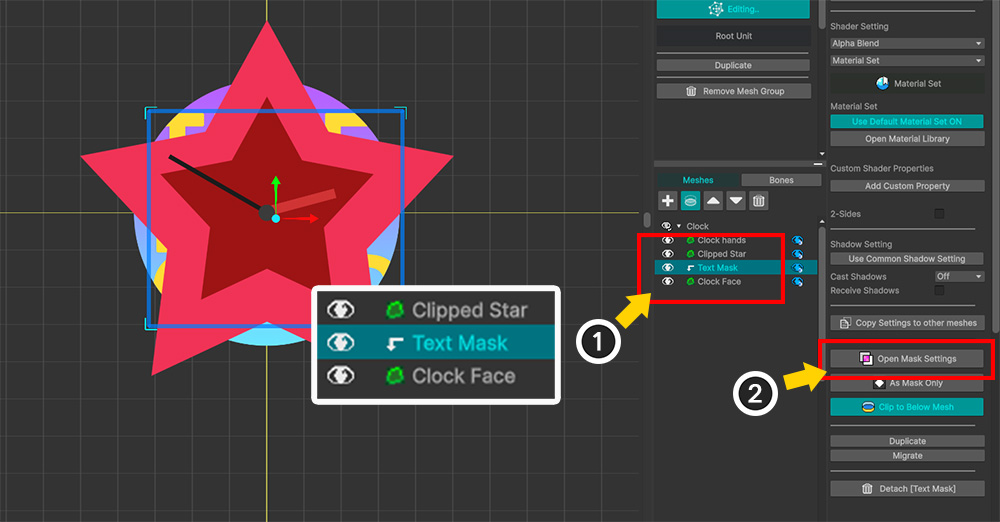 Editing..
Root Unit
Duplicate
Remove Mesh Group
Meshes
Bones
Clock
Clock hands
Clipped Star
Text Mask
Clock Face
Clipped Star
Text Mask
Clock Face
1
2
Shader Setting
Alpha Blend
Material Set
Material Set
Material Set
Use Default Material Set ON
Open Material Library
Custom Shader Properties
Add Custom Property
2-Sides
Shadow Setting
Use Common Shadow Setting
Cast Shadows Off
Receive Shadows
Copy Settings to other meshes
Open Mask Settings
As Mask Only
Clip to Below Mesh
Duplicate
Migrate
Detach [Text Mask]